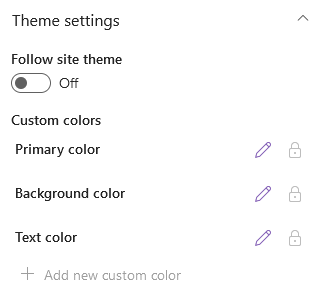 Theme settings
Follow site theme
Off
Custom colors
Primary color
Background color
Text color
Add new custom color